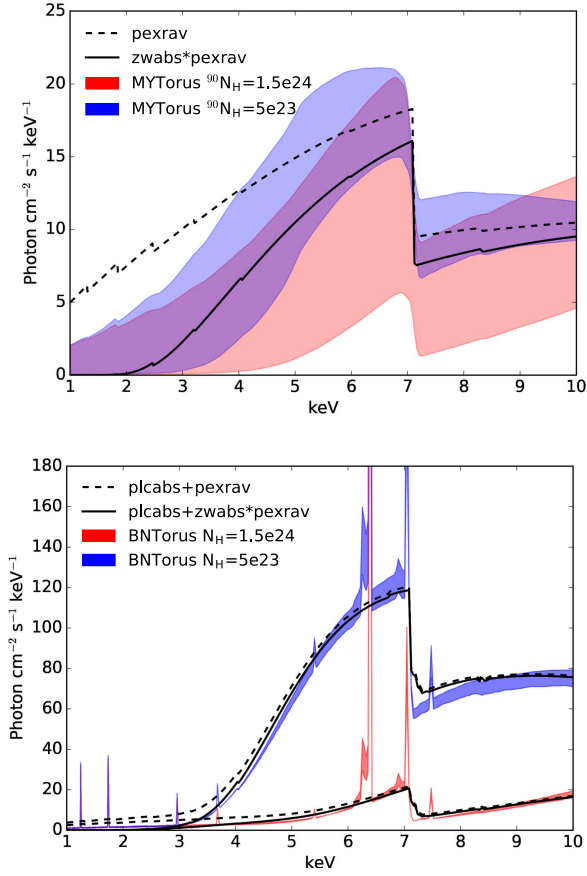 25
20
15
10
5
0
Photon cm⁻² s⁻¹ keV⁻¹
pexrav
zwabs*pexrav
MYTorus ⁹⁰N_H=1.5e24
MYTorus ⁹⁰N_H=5e23
1 2 3 4 5 6 7 8 9 10
keV
180
160
140
120
100
80
60
40
20
0
Photon cm⁻² s⁻¹ keV⁻¹
plcabs+pexrav
plcabs+zwabs*pexrav
BNTorus N_H=1.5e24
BNTorus N_H=5e23
1 2 3 4 5 6 7 8 9 10
keV